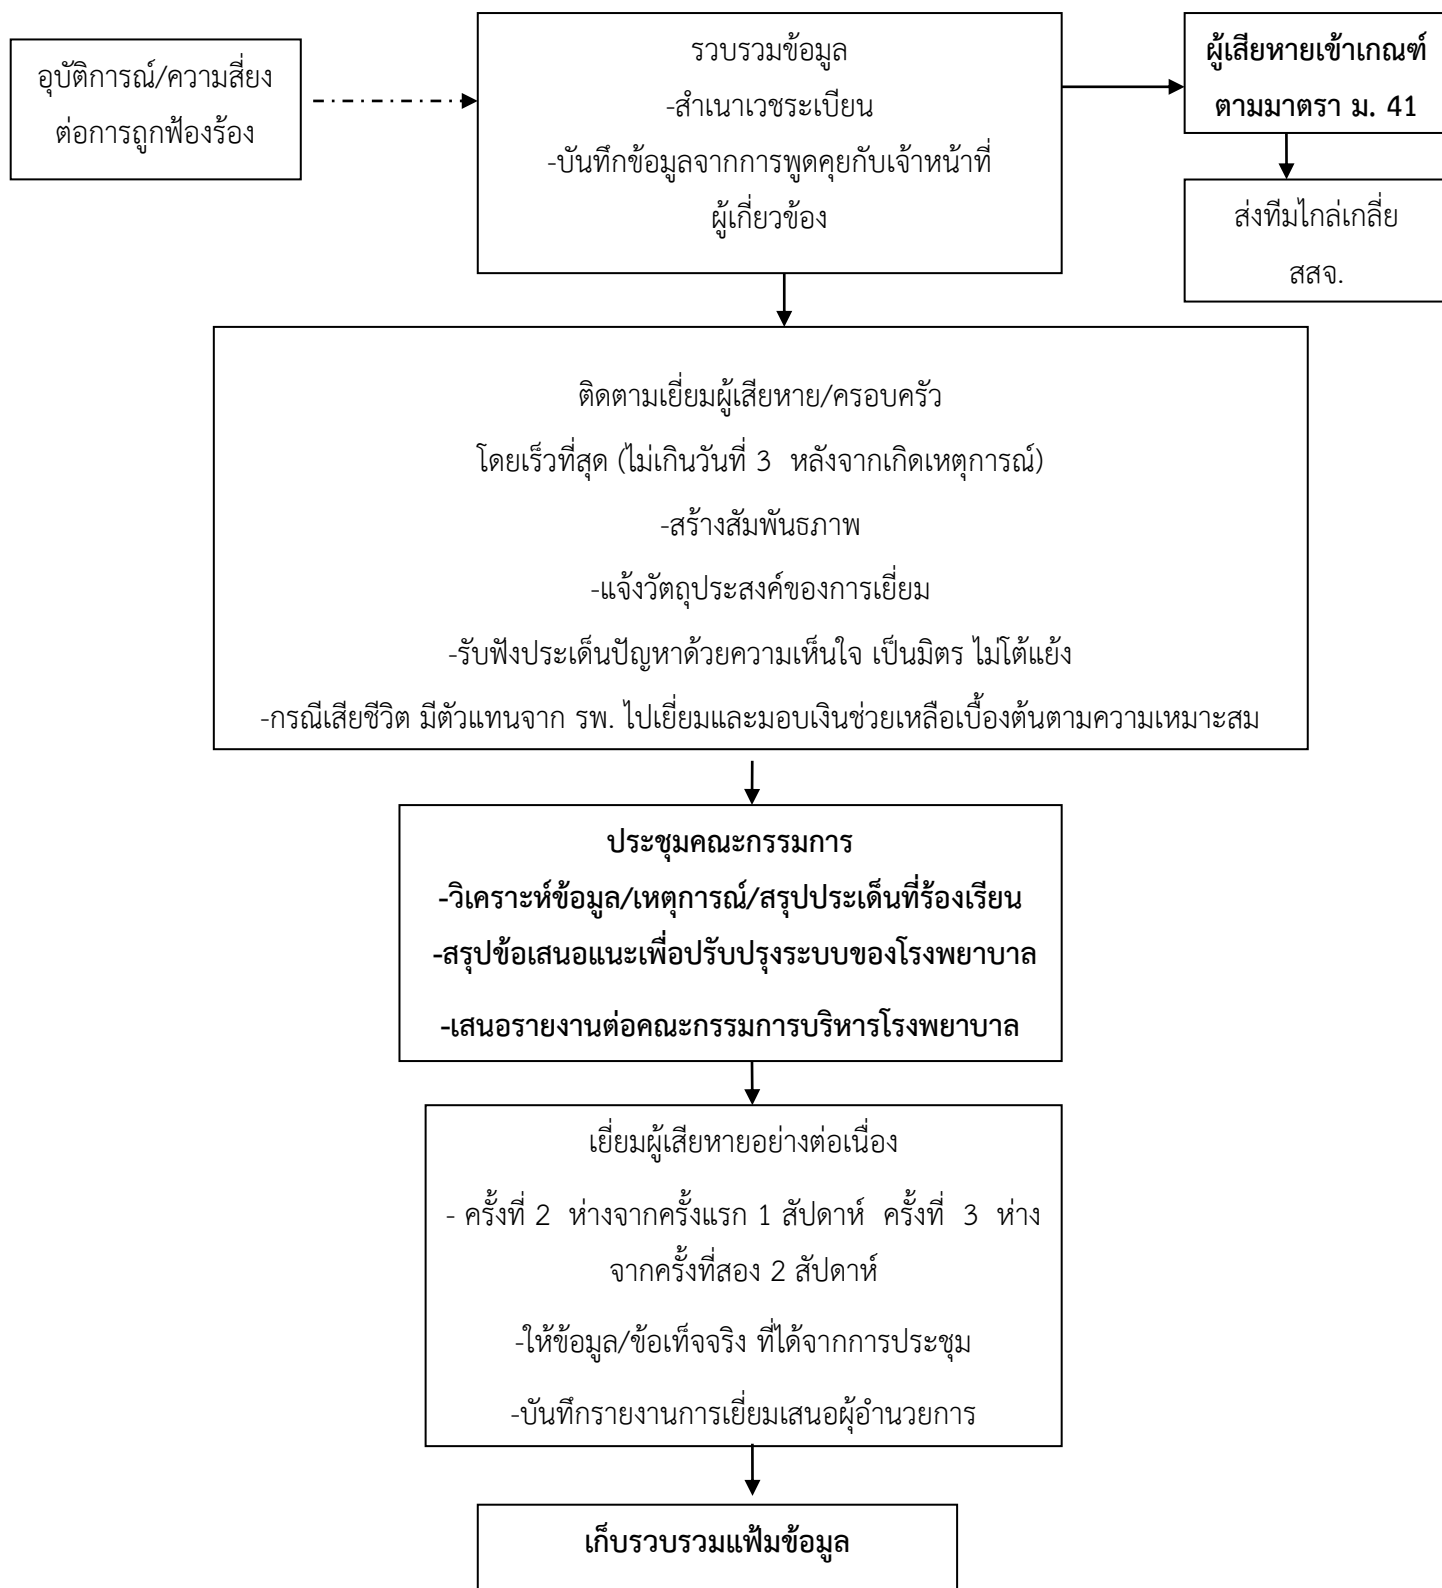 อุบัติการณ์/ความสี่ยง
ต่อการถูกฟ้องร้อง
รวบรวมข้อมูล
-สำเนาเวชระเบียน
-บันทึกข้อมูลจากการพูดคุยกับเจ้าหน้าที่
ผู้เกี่ยวข้อง
ผู้เสียหายเข้าเกณฑ์
ตามมาตรา ม. 41
ส่งทีมไกล่เกลี่ย
สสจ.
ติดตามเยี่ยมผู้เสียหาย/ครอบครัว
โดยเร็วที่สุด (ไม่เกินวันที่ 3 หลังจากเกิดเหตุการณ์)
-สร้างสัมพันธภาพ
-แจ้งวัตถุประสงค์ของการเยี่ยม
-รับฟังประเด็นปัญหาด้วยความเห็นใจ เป็นมิตร ไม่โต้แย้ง
-กรณีเสียชีวิต มีตัวแทนจาก รพ. ไปเยี่ยมและมอบเงินช่วยเหลือเบื้องต้นตามความเหมาะสม
ประชุมคณะกรรมการ
-วิเคราะห์ข้อมูล/เหตุการณ์/สรุปประเด็นที่ร้องเรียน
-สรุปข้อเสนอแนะเพื่อปรับปรุงระบบของโรงพยาบาล
-เสนอรายงานต่อคณะกรรมการบริหารโรงพยาบาล
เยี่ยมผู้เสียหายอย่างต่อเนื่อง
- ครั้งที่ 2 ห่างจากครั้งแรก 1 สัปดาห์ ครั้งที่ 3 ห่าง
จากครั้งที่สอง 2 สัปดาห์
-ให้ข้อมูล/ข้อเท็จจริง ที่ได้จากการประชุม
-บันทึกรายงานการเยี่ยมเสนอผุ้อำนวยการ
เก็บรวบรวมแฟ้มข้อมูล